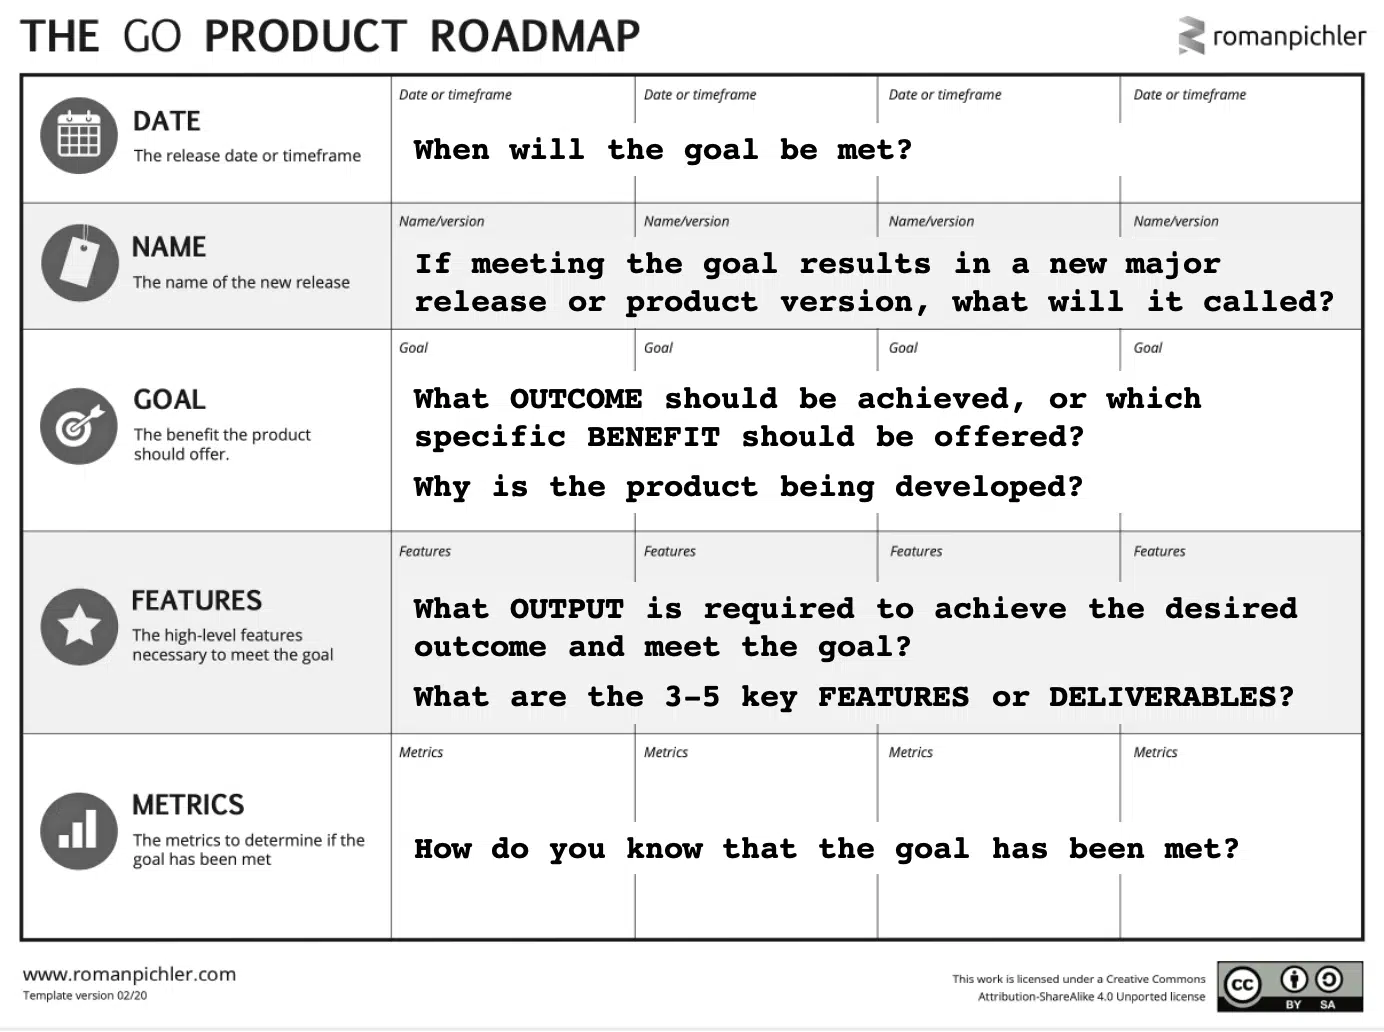 THE GO PRODUCT ROADMAP
romanpichler
DATE
The release date or timeframe
Date or timeframe
Date or timeframe
Date or timeframe
Date or timeframe
When will the goal be met?
NAME
The name of the new release
Name/version
Name/version
Name/version
Name/version
If meeting the goal results in a new major
release or product version, what will it called?
GOAL
The benefit the product
should offer.
Goal
Goal
Goal
Goal
What OUTCOME should be achieved, or which
specific BENEFIT should be offered?
Why is the product being developed?
FEATURES
The high-level features
necessary to meet the goal
Features
Features
Features
Features
What OUTPUT is required to achieve the desired
outcome and meet the goal?
What are the 3-5 key FEATURES or DELIVERABLES?
METRICS
The metrics to determine if the
goal has been met
Metrics
Metrics
Metrics
Metrics
How do you know that the goal has been met?
www.romanpichler.com
Template version 02/20
This work is licensed under a Creative Commons
Attribution-ShareAlike 4.0 Unported license
cc
BY SA